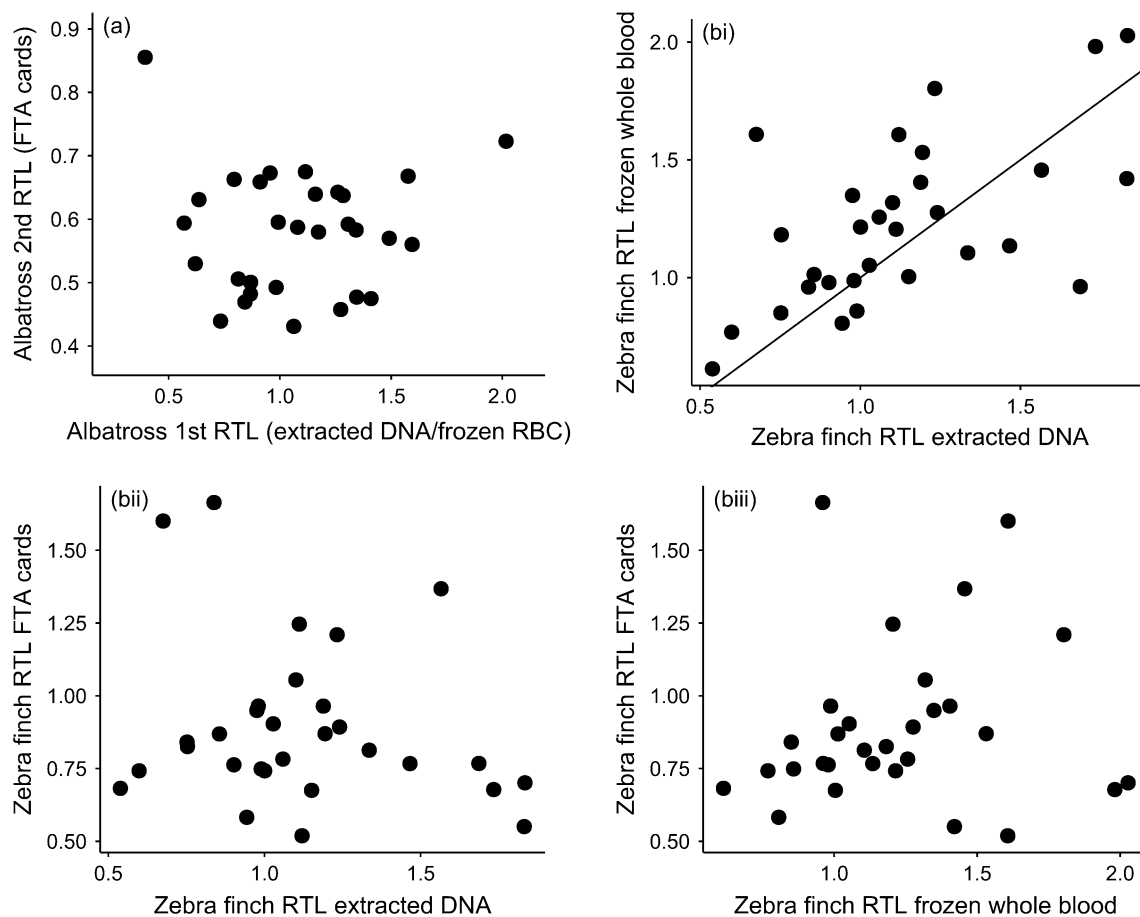 (a)
Albatross 2nd RTL (FTA cards)
0.9
0.8
0.7
0.6
0.5
0.4
0.5
1.0
1.5
2.0
Albatross 1st RTL (extracted DNA/frozen RBC)
(bi)
Zebra finch RTL frozen whole blood
2.0
1.5
1.0
0.5
1.0
1.5
Zebra finch RTL extracted DNA
(bii)
Zebra finch RTL FTA cards
1.50
1.25
1.00
0.75
0.50
0.5
1.0
1.5
Zebra finch RTL extracted DNA
(biii)
Zebra finch RTL FTA cards
1.50
1.25
1.00
0.75
0.50
1.0
1.5
2.0
Zebra finch RTL frozen whole blood